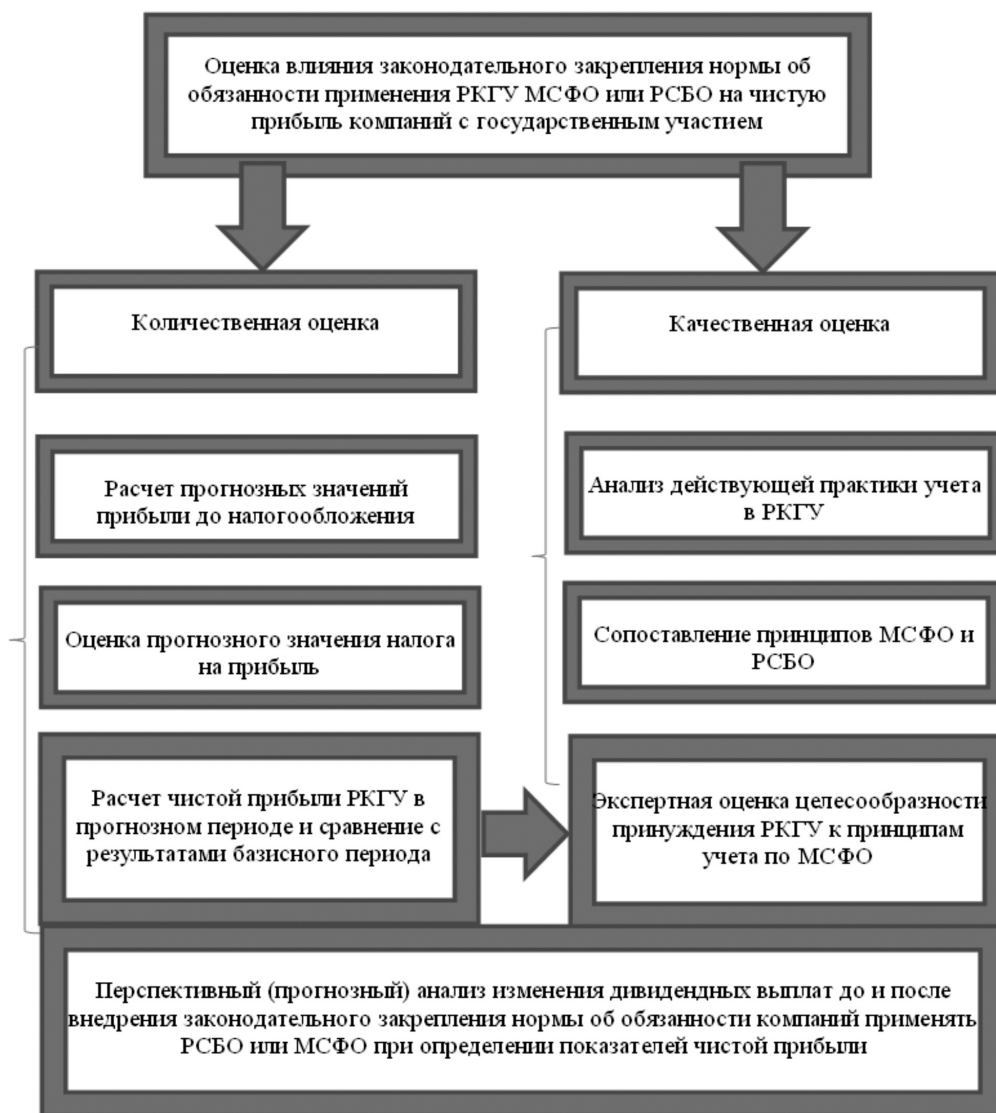 Оценка влияния законодательного закрепления нормы об
обязанности применения РКГУ МСФО или РСБО на чистую
прибыль компаний с государственным участием
Количественная оценка
Расчет прогнозных значений
прибыли до налогообложения
Оценка прогнозного значения налога
на прибыль
Расчет чистой прибыли РКГУ в
прогнозном периоде и сравнение с
результатами базисного периода
Качественная оценка
Анализ действующей практики учета
в РКГУ
Сопоставление принципов МСФО и
РСБО
Экспертная оценка целесообразности
принуждения РКГУ к принципам
учета по МСФО
Перспективный (прогнозный) анализ изменения дивидендных выплат до и после
внедрения законодательного закрепления нормы об обязанности компаний применять
РСБО или МСФО при определении показателей чистой прибыли